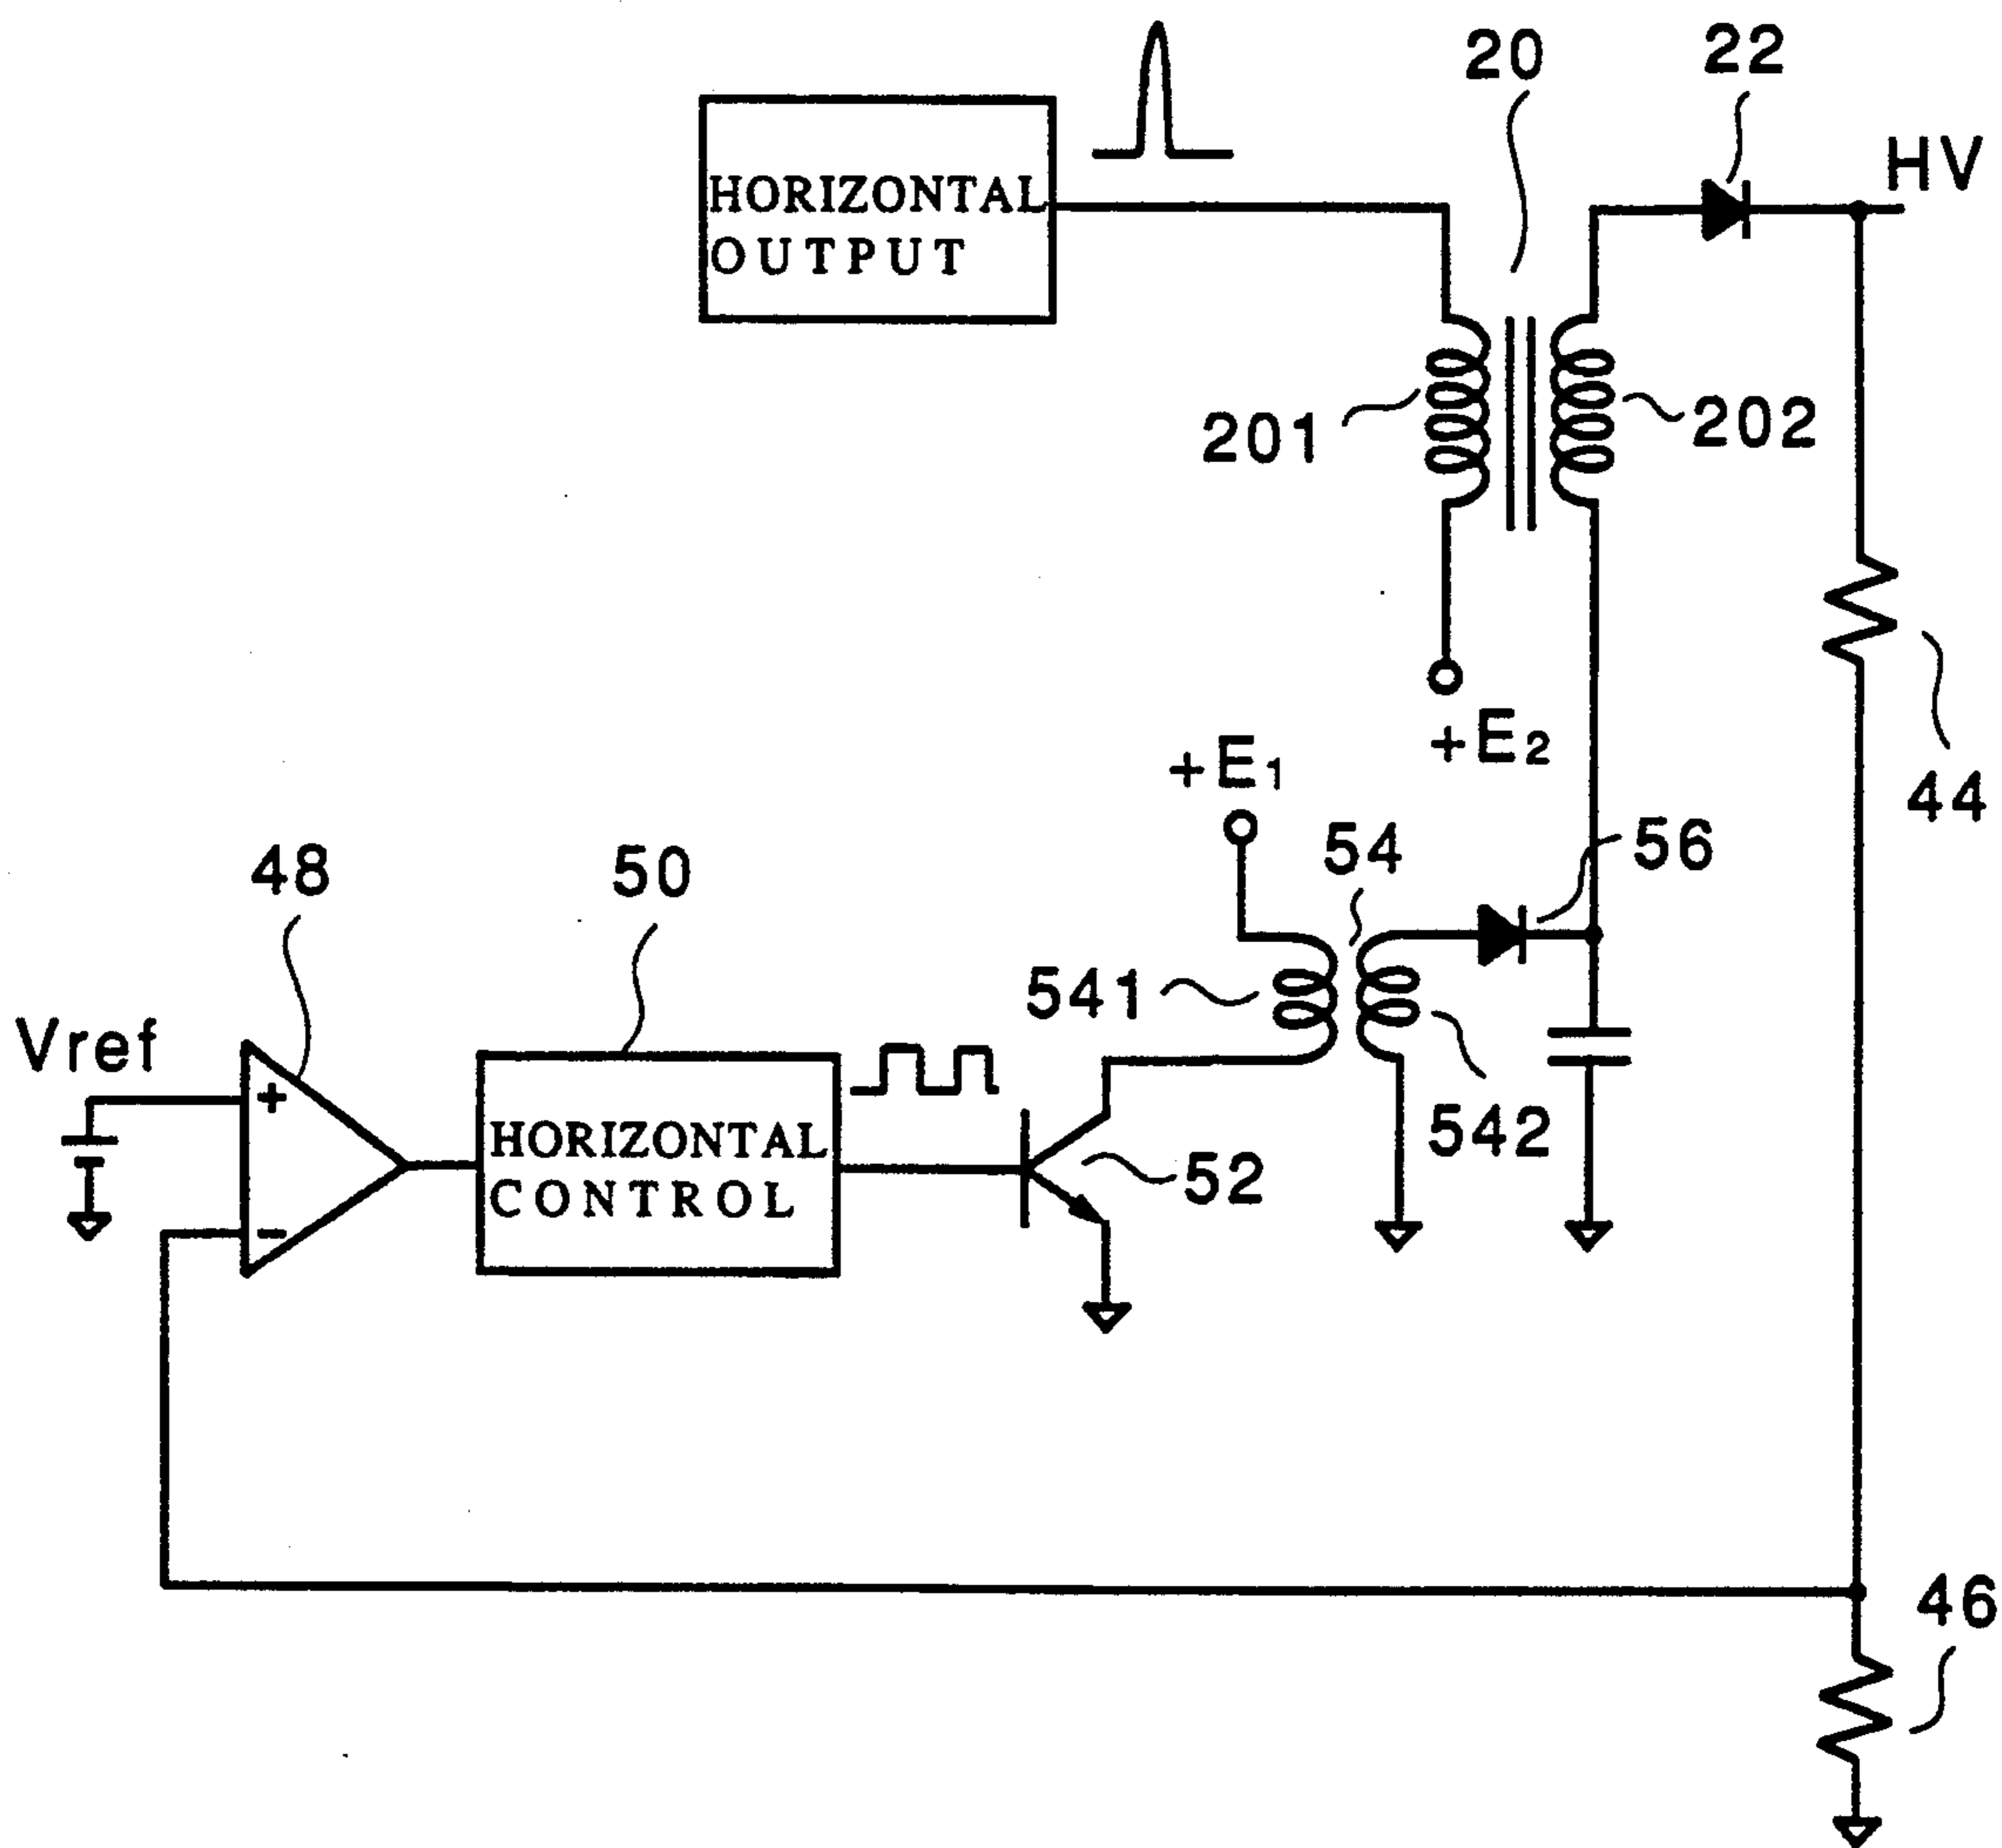 20
22
HV
HORIZONTAL
OUTPUT
201
202
+E2
+E1
44
54
56
48
50
541
Vref
+
HORIZONTAL
CONTROL
542
52
−
46